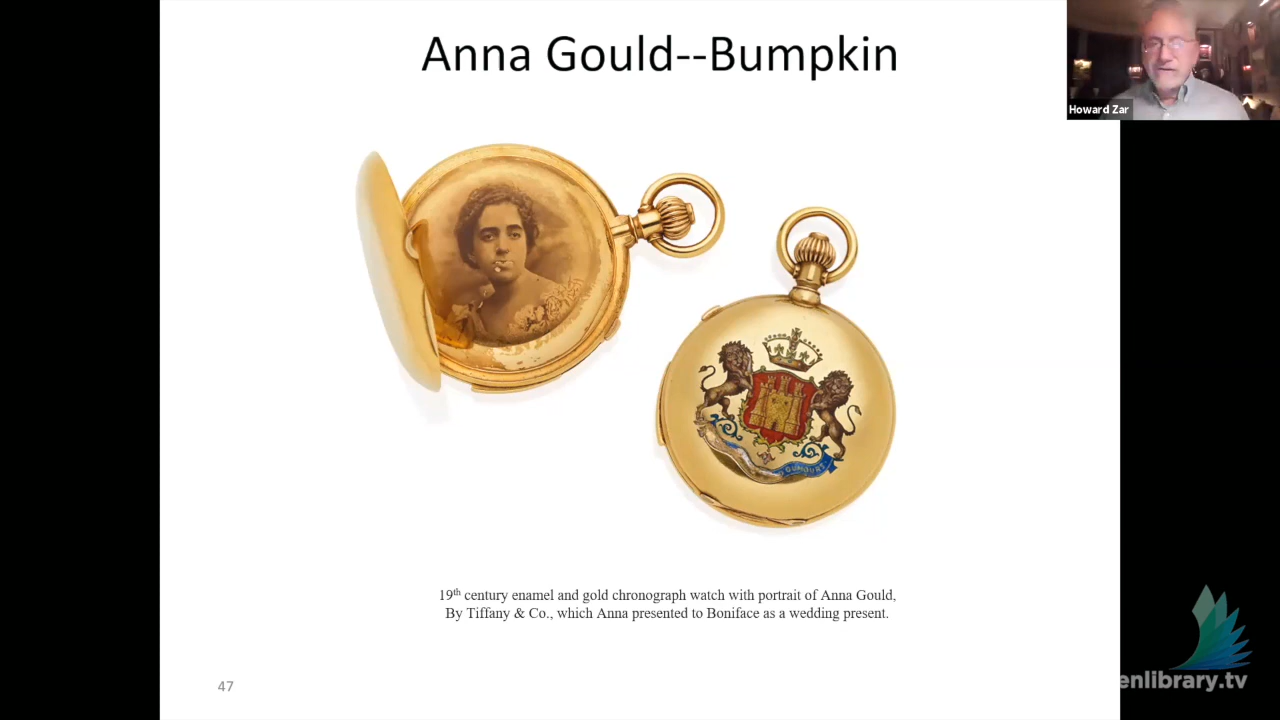 Anna Gould--Bumpkin
Howard Zar
19th century enamel and gold chronograph watch with portrait of Anna Gould,
By Tiffany & Co., which Anna presented to Boniface as a wedding present.
47
enlibrary.tv